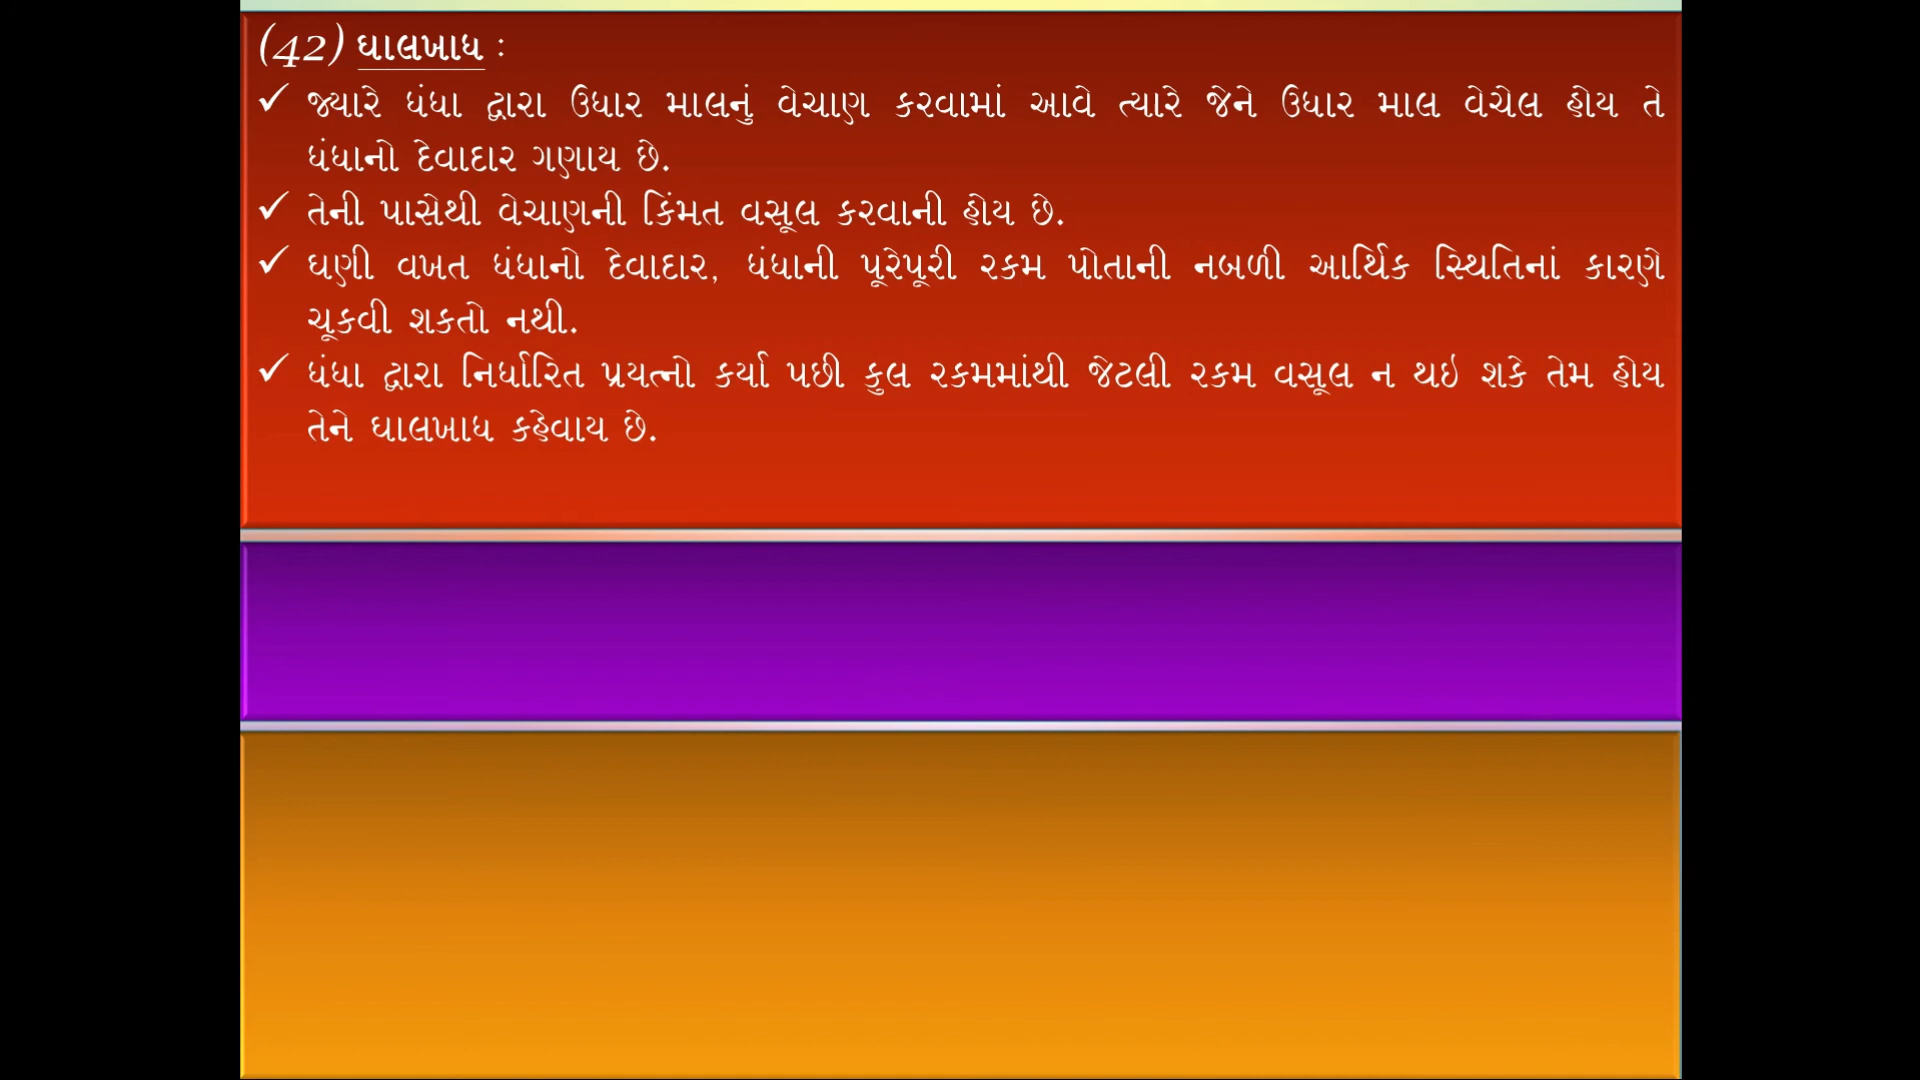 (42) ઘાલખાધ :
✓ જ્યારે ધંધા દ્વારા ઉધાર માલનું વેચાણ કરવામાં આવે ત્યારે જેને ઉધાર માલ વેચેલ હોય તે
ધંધાનો દેવાદાર ગણાય છે.
✓ તેની પાસેથી વેચાણની કિંમત વસૂલ કરવાની હોય છે.
✓ ઘણી વખત ધંધાનો દેવાદાર, ધંધાની પૂરેપૂરી રકમ પોતાની નબળી આર્થિક સ્થિતિનાં કારણે
ચૂકવી શકતો નથી.
✓ ધંધા દ્વારા નિર્ધારિત પ્રયત્નો કર્યા પછી કુલ રકમમાંથી જેટલી રકમ વસૂલ ન થઇ શકે તેમ હોય
તેને ઘાલખાધ કહેવાય છે.